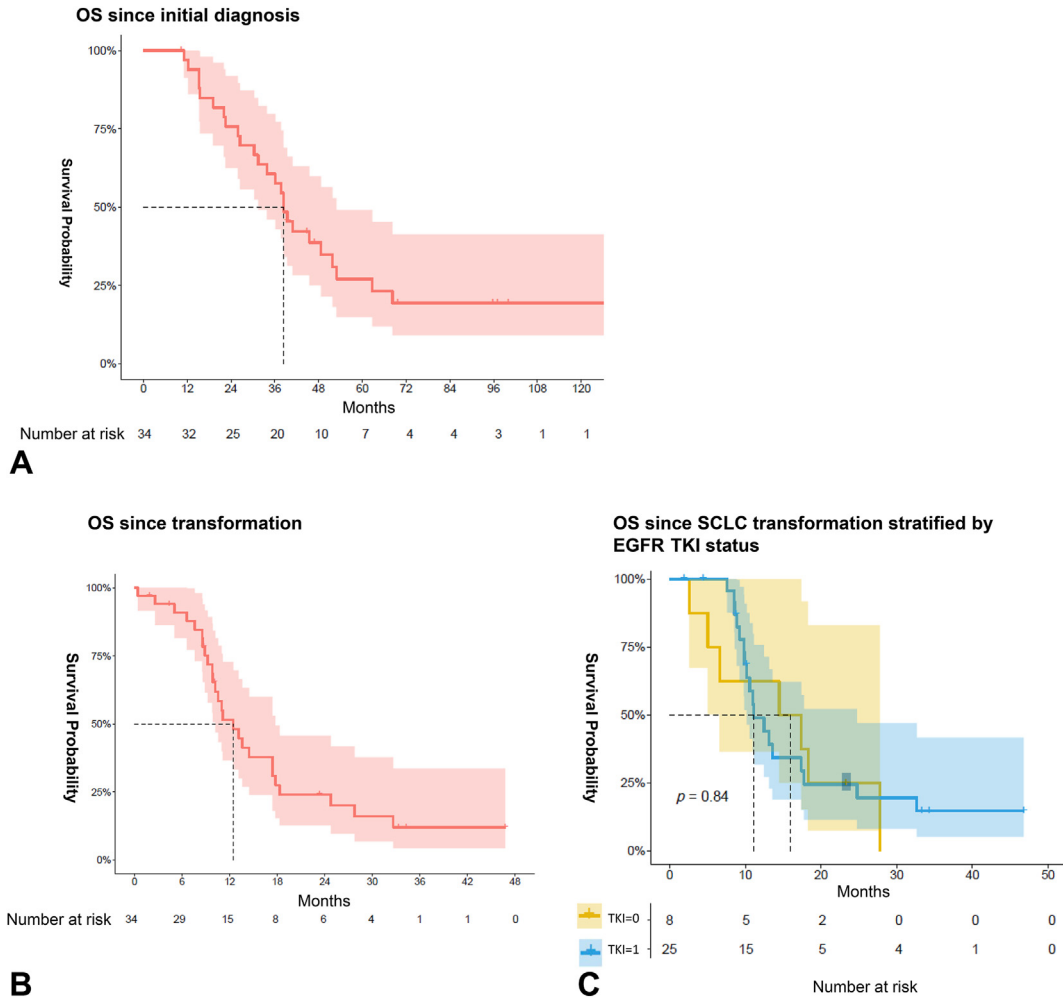 OS since initial diagnosis
100%
75%
50%
25%
0%
Survival Probability
0 12 24 36 48 60 72 84 96 108 120
Months
Number at risk 34 32 25 20 10 7 4 4 3 1 1
A
OS since transformation
100%
75%
50%
25%
0%
Survival Probability
0 6 12 18 24 30 36 42 48
Months
Number at risk 34 29 15 8 6 4 1 1 0
B
OS since SCLC transformation stratified by
EGFR TKI status
100%
75%
50%
25%
0%
Survival Probability
p = 0.84
0 10 20 30 40 50
Months
TKI=0 8 5 2 0 0 0
TKI=1 25 15 5 4 1 0
Number at risk
C